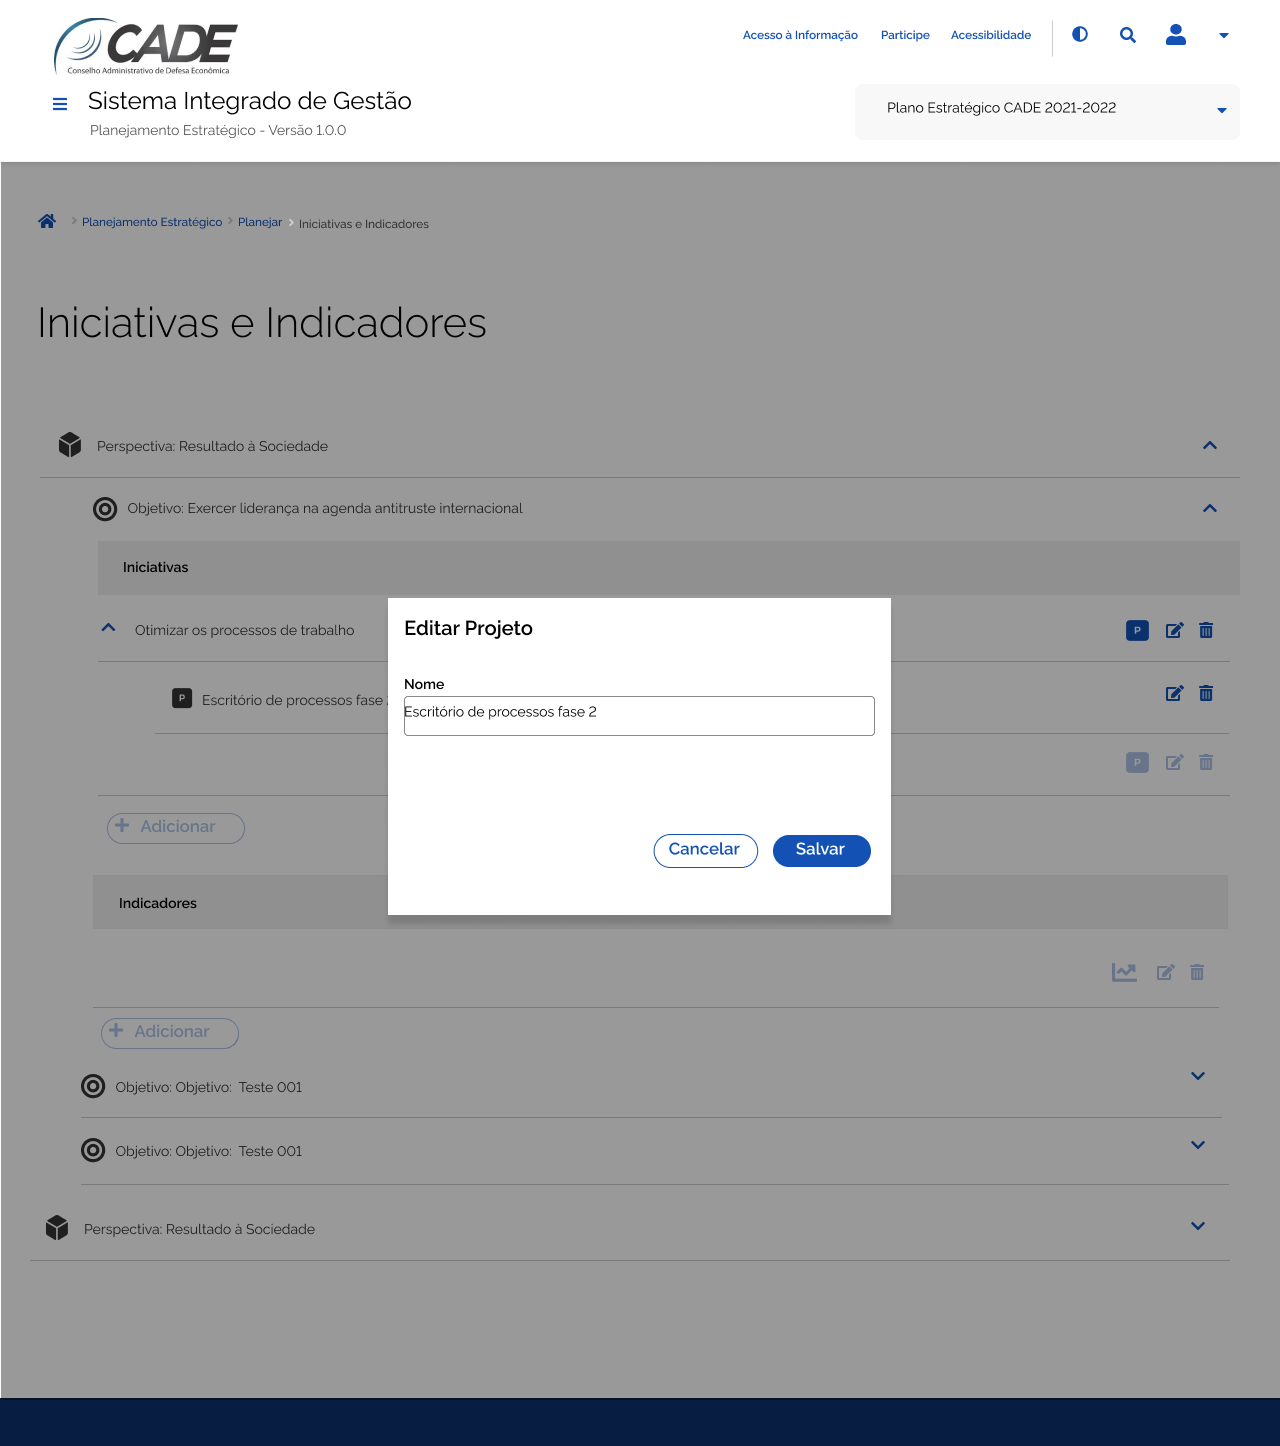 CADE
Conselho Administrativo de Defesa Econômica
Acesso à Informação Participe Acessibilidade
Sistema Integrado de Gestão
Planejamento Estratégico - Versão 1.0.0
Plano Estratégico CADE 2021-2022
Planejamento Estratégico Planejar Iniciativas e Indicadores
Iniciativas e Indicadores
Perspectiva: Resultado à Sociedade
Objetivo: Exercer liderança na agenda antitruste internacional
Iniciativas
Otimizar os processos de trabalho P
P Escritório de processos fase
P
Adicionar
Editar Projeto
Nome
Escritório de processos fase 2
Cancelar Salvar
Indicadores
Adicionar
Objetivo: Objetivo: Teste 001
Objetivo: Objetivo: Teste 001
Perspectiva: Resultado à Sociedade